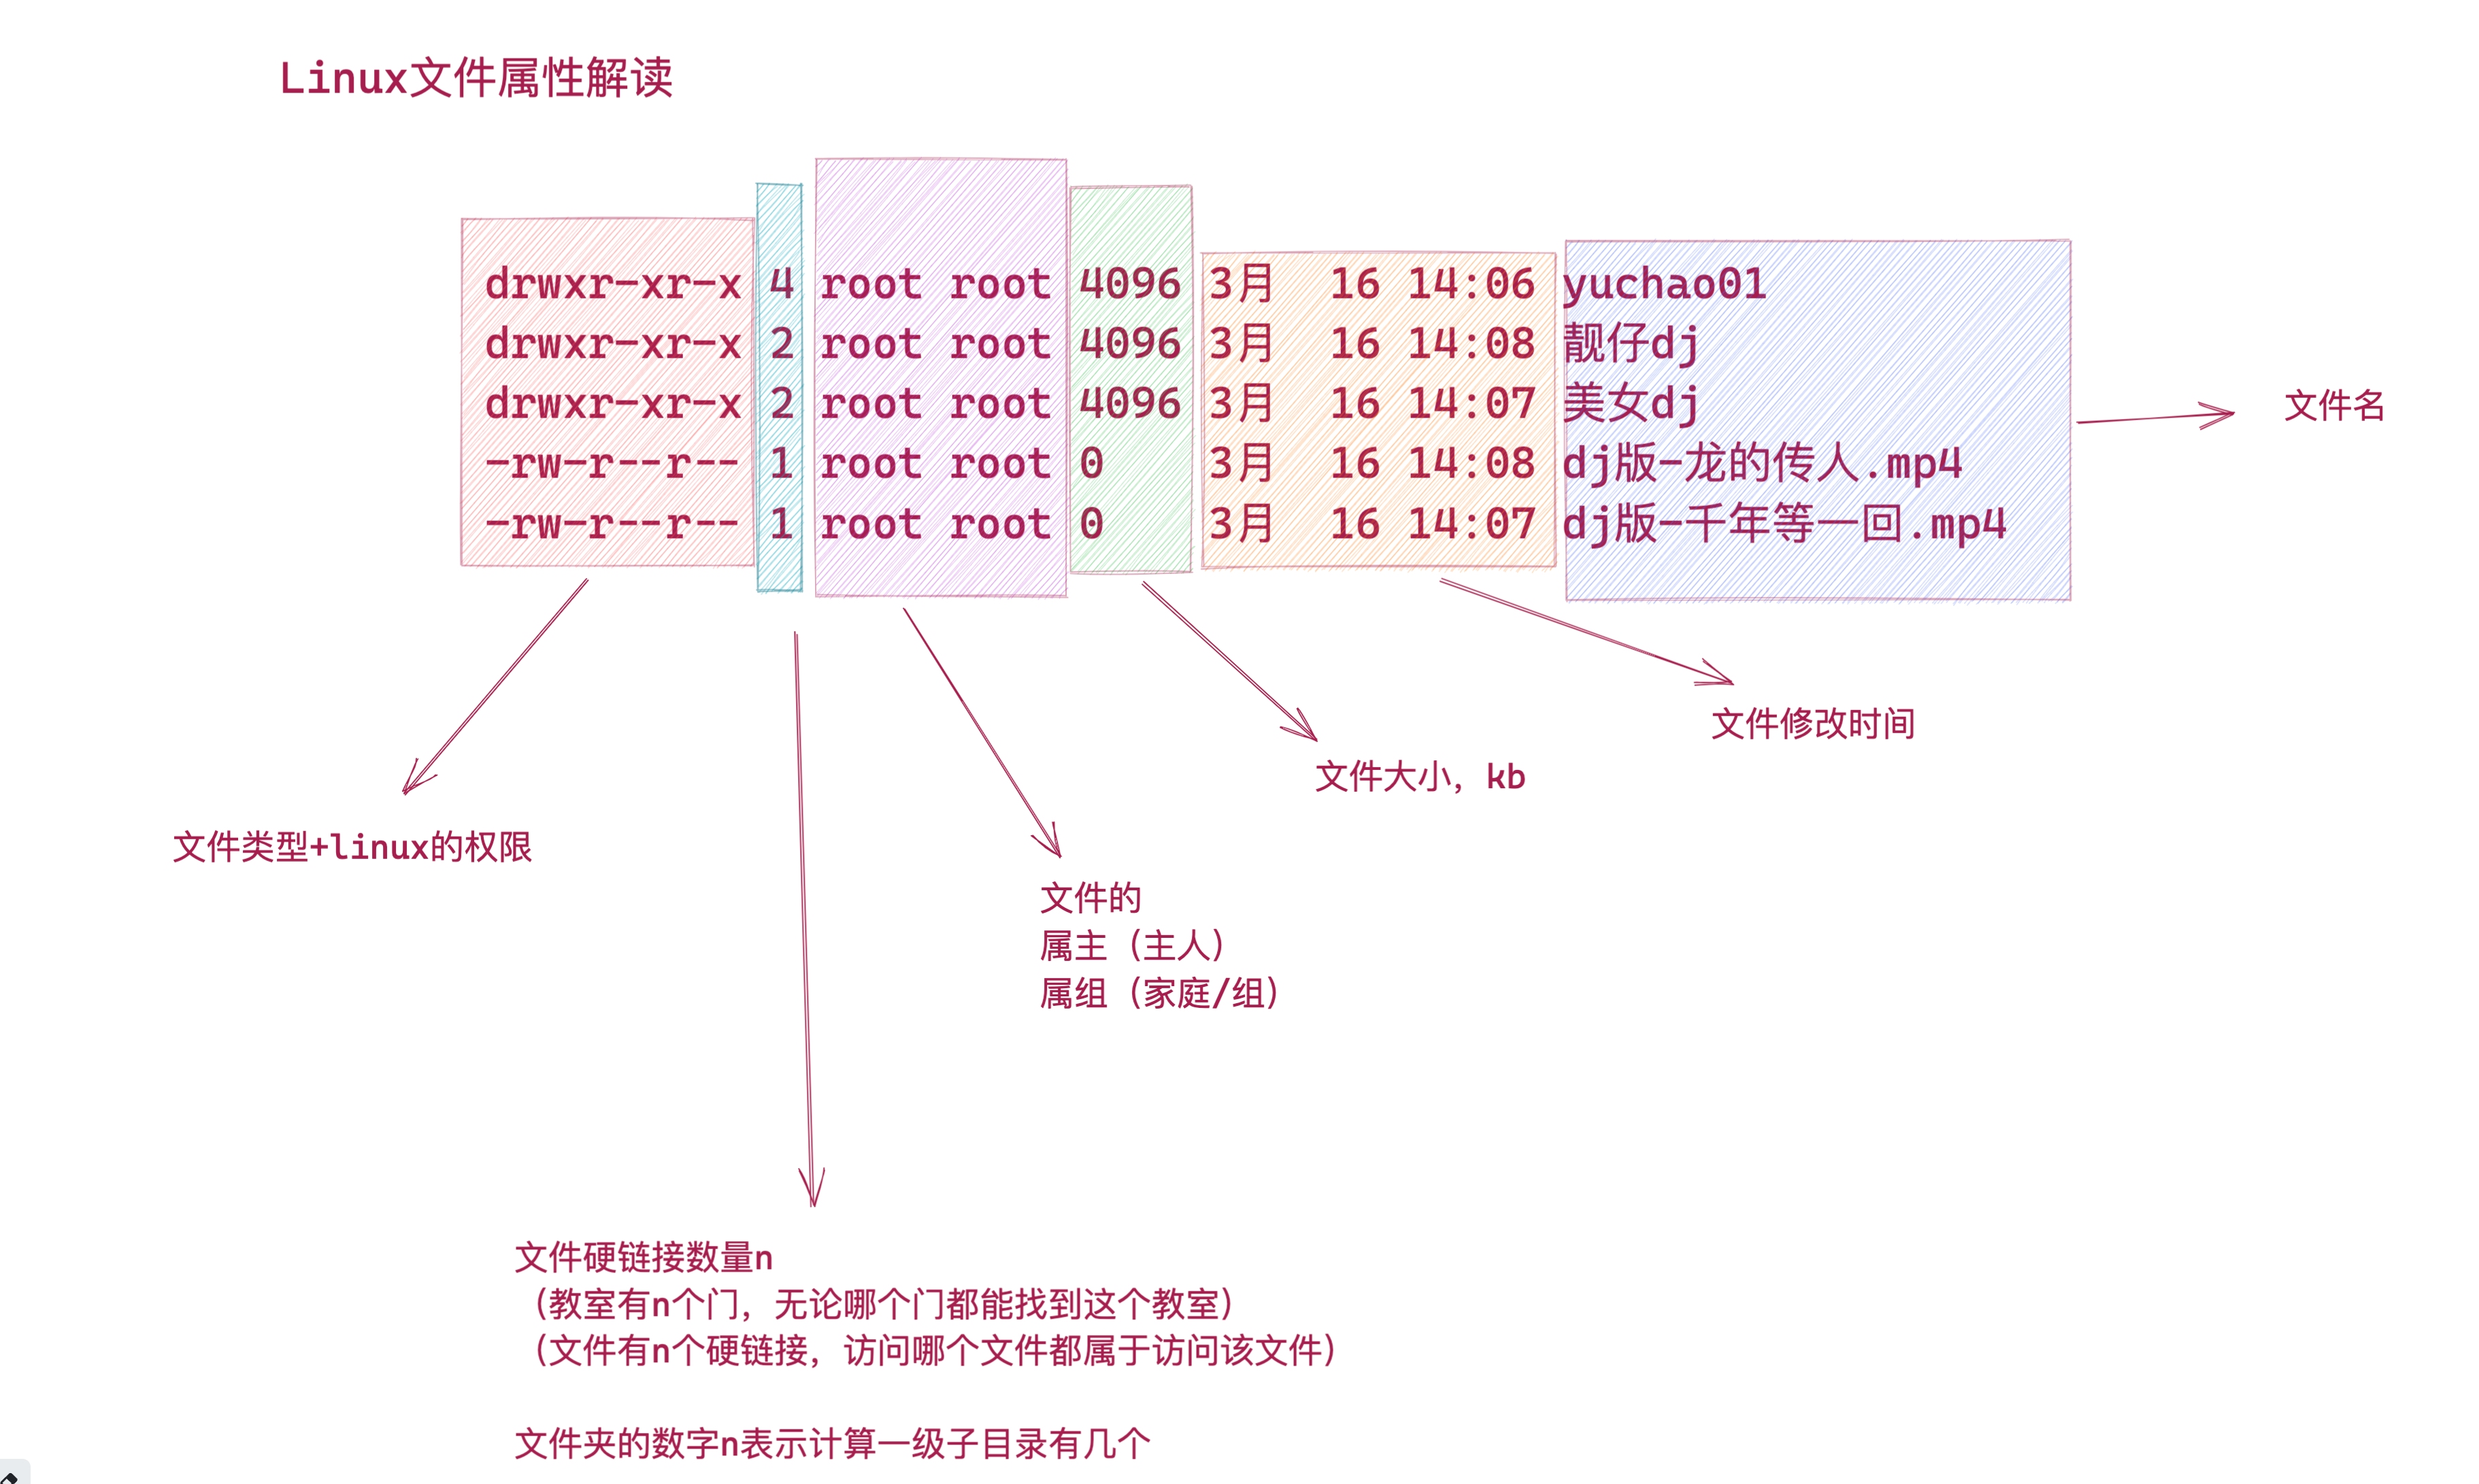 Linux文件属性解读
drwxr-xr-x 4 root root 4096 3月 16 14:06 yuchao01
drwxr-xr-x 2 root root 4096 3月 16 14:08 靓仔dj
drwxr-xr-x 2 root root 4096 3月 16 14:07 美女dj
-rw-r--r-- 1 root root 0 3月 16 14:08 dj版-龙的传人.mp4
-rw-r--r-- 1 root root 0 3月 16 14:07 dj版-千年等一回.mp4
文件名
文件修改时间
文件大小，kb
文件类型+linux的权限
文件的
属主（主人）
属组（家庭/组）
文件硬链接数量n
（教室有n个门，无论哪个门都能找到这个教室）
（文件有n个硬链接，访问哪个文件都属于访问该文件）
文件夹的数字n表示计算一级子目录有几个